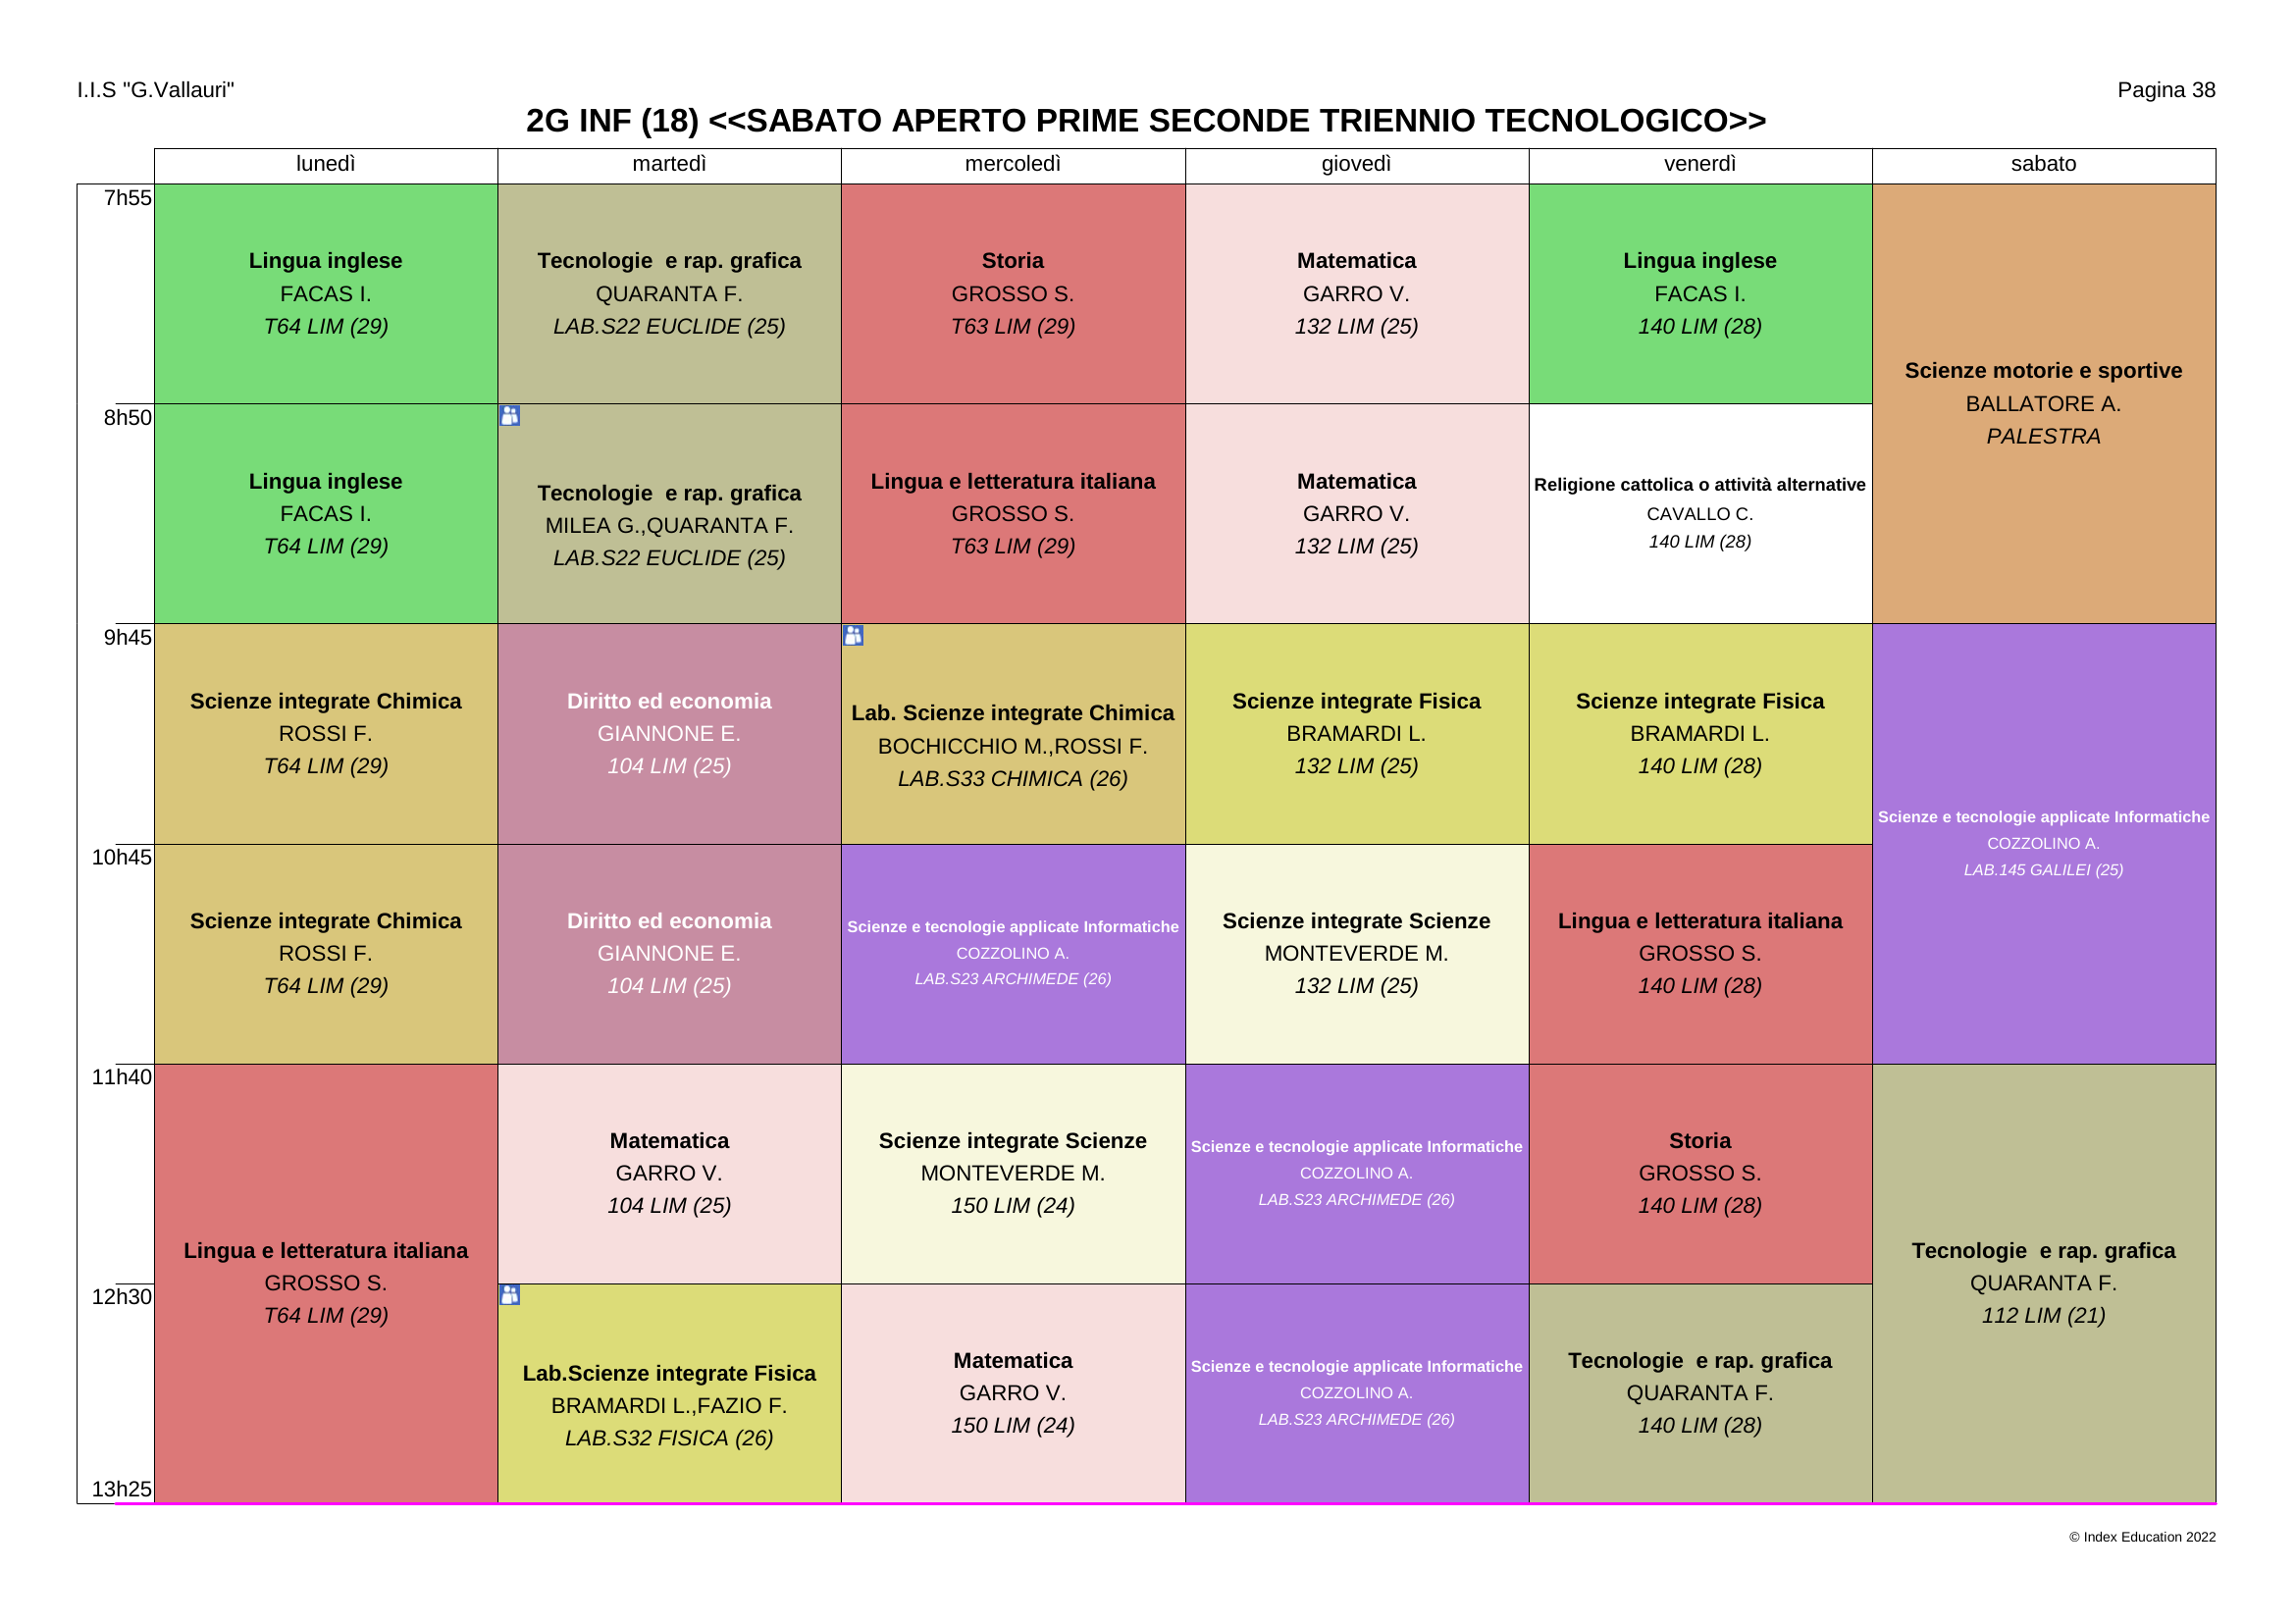 I.I.S "G.Vallauri"
Pagina 38
2G INF (18) <<SABATO APERTO PRIME SECONDE TRIENNIO TECNOLOGICO>>
lunedì
martedì
mercoledì
giovedì
venerdì
sabato
7h55
Lingua inglese
FACAS I.
T64 LIM (29)
Tecnologie  e rap. grafica
QUARANTA F.
LAB.S22 EUCLIDE (25)
Storia
GROSSO S.
T63 LIM (29)
Matematica
GARRO V.
132 LIM (25)
Lingua inglese
FACAS I.
140 LIM (28)
Scienze motorie e sportive
BALLATORE A.
PALESTRA
8h50
Lingua inglese
FACAS I.
T64 LIM (29)
Tecnologie  e rap. grafica
MILEA G.,QUARANTA F.
LAB.S22 EUCLIDE (25)
Lingua e letteratura italiana
GROSSO S.
T63 LIM (29)
Matematica
GARRO V.
132 LIM (25)
Religione cattolica o attività alternative
CAVALLO C.
140 LIM (28)
9h45
Scienze integrate Chimica
ROSSI F.
T64 LIM (29)
Diritto ed economia
GIANNONE E.
104 LIM (25)
Lab. Scienze integrate Chimica
BOCHICCHIO M.,ROSSI F.
LAB.S33 CHIMICA (26)
Scienze integrate Fisica
BRAMARDI L.
132 LIM (25)
Scienze integrate Fisica
BRAMARDI L.
140 LIM (28)
Scienze e tecnologie applicate Informatiche
COZZOLINO A.
LAB.145 GALILEI (25)
10h45
Scienze integrate Chimica
ROSSI F.
T64 LIM (29)
Diritto ed economia
GIANNONE E.
104 LIM (25)
Scienze e tecnologie applicate Informatiche
COZZOLINO A.
LAB.S23 ARCHIMEDE (26)
Scienze integrate Scienze
MONTEVERDE M.
132 LIM (25)
Lingua e letteratura italiana
GROSSO S.
140 LIM (28)
11h40
Lingua e letteratura italiana
GROSSO S.
T64 LIM (29)
Matematica
GARRO V.
104 LIM (25)
Scienze integrate Scienze
MONTEVERDE M.
150 LIM (24)
Scienze e tecnologie applicate Informatiche
COZZOLINO A.
LAB.S23 ARCHIMEDE (26)
Storia
GROSSO S.
140 LIM (28)
Tecnologie  e rap. grafica
QUARANTA F.
112 LIM (21)
12h30
Lab.Scienze integrate Fisica
BRAMARDI L.,FAZIO F.
LAB.S32 FISICA (26)
Matematica
GARRO V.
150 LIM (24)
Scienze e tecnologie applicate Informatiche
COZZOLINO A.
LAB.S23 ARCHIMEDE (26)
Tecnologie  e rap. grafica
QUARANTA F.
140 LIM (28)
13h25
© Index Education 2022